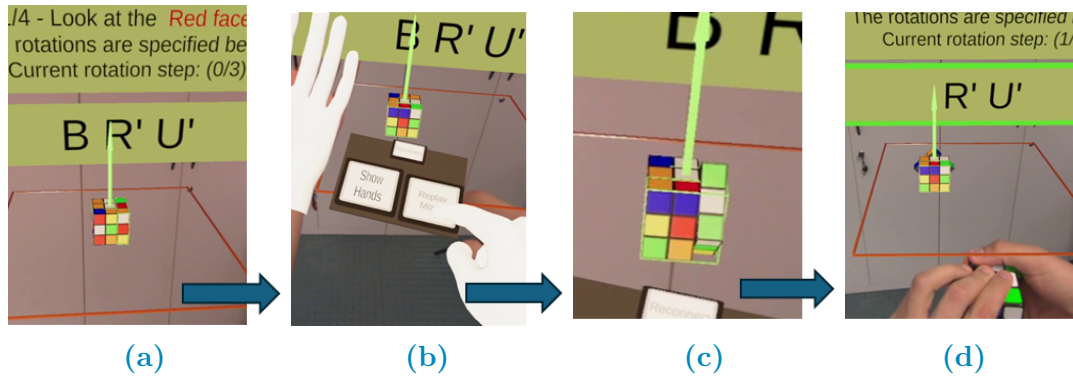 1/4 - Look at the Red face
rotations are specified be
Current rotation step: (0/3)
B R' U'
B R' U'
Show
Hands
Replay
B R
Reconnect
The rotations are specified
Current rotation step: (1/
R' U'
(a)
(b)
(c)
(d)